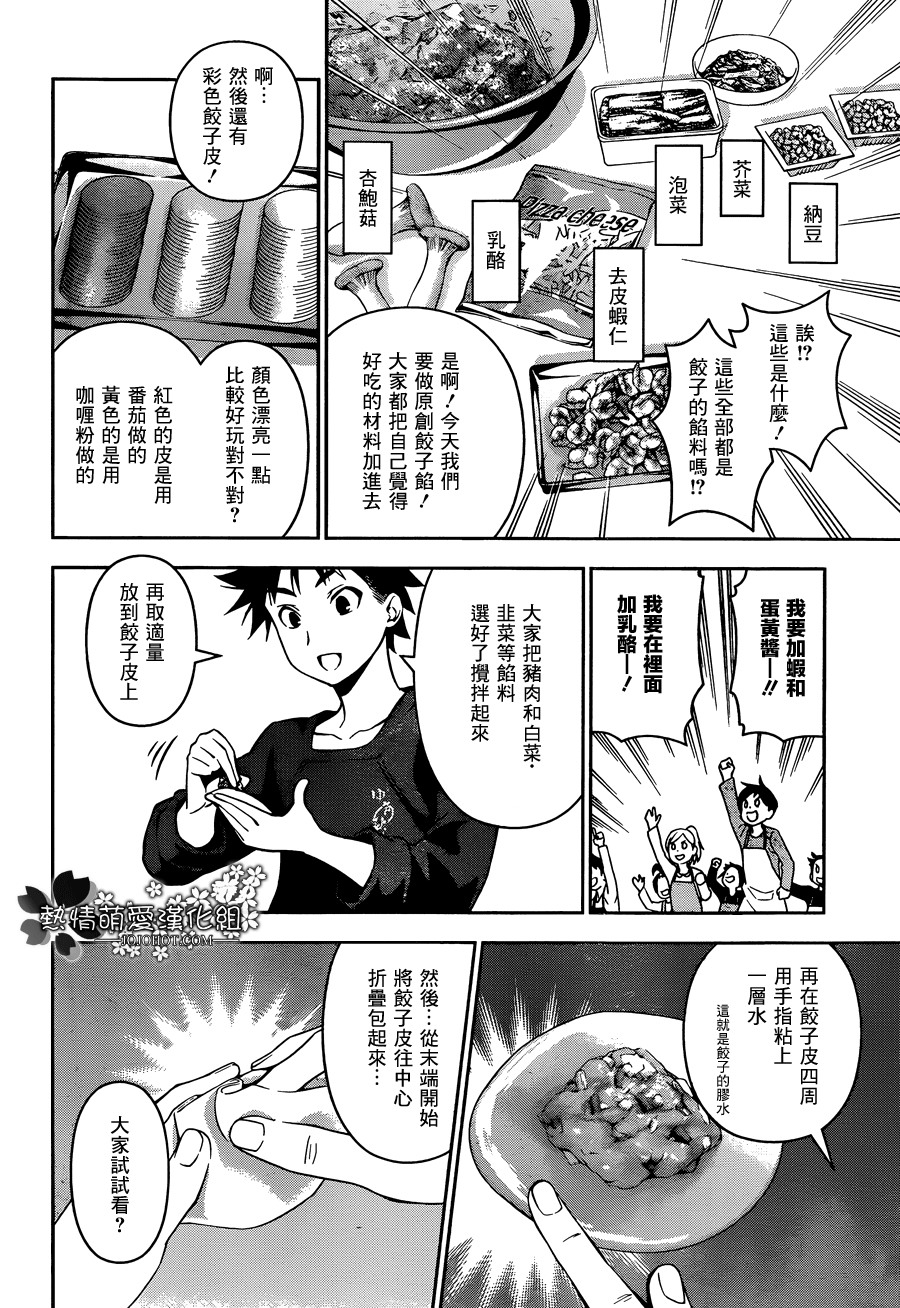 納豆
芥菜
泡菜
Pizza cheese
去皮蝦仁
乳酪
杏鮑菇
誒!?
這些是什麼!
這些全部都是
餃子的餡料嗎!?
是啊!今天我們
要做原創餃子餡!
大家都把自己覺得
好吃的材料加進去
啊…
然後還有
彩色餃子皮!
顏色漂亮一點
比較好玩對不對?
紅色的皮是用
番茄做的
黃色的是用
咖喱粉做的
我要加蝦和
蛋黃醬——!!
我要在裡面
加乳酪——!
大家把豬肉和白菜·
韭菜等餡料
選好了攪拌起來
再取適量
放到餃子皮上
熱情萌愛漢化組
JOJOHOT.COM
再在餃子皮四周
用手指粘上
一層水
這就是餃子的膠水
然後…從末端開始
將餃子皮往中心
折疊包起來…
大家試試看?